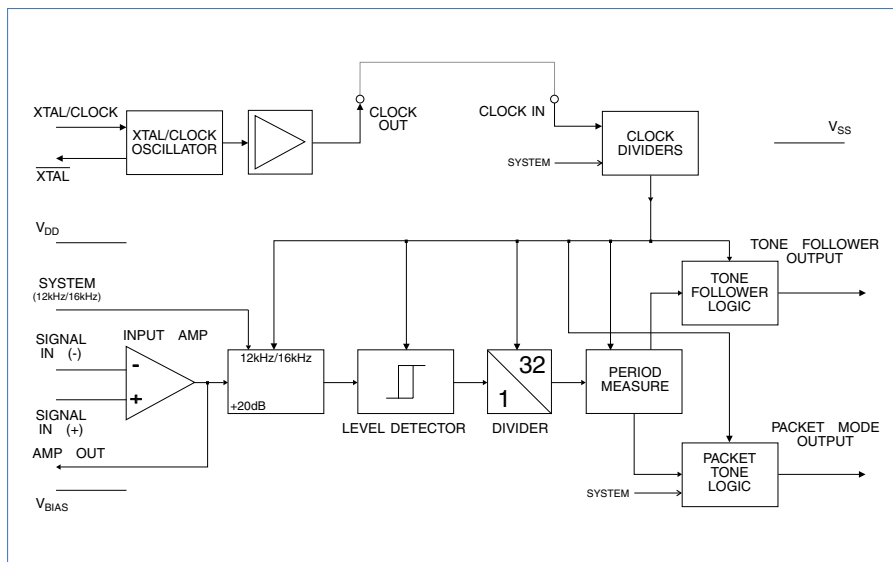 XTAL/CLOCK
XTAL
XTAL/CLOCK
OSCILLATOR
CLOCK
OUT
CLOCK IN
SYSTEM
CLOCK
DIVIDERS
VSS
VDD
SYSTEM
(12kHz/16kHz)
SIGNAL
IN (-)
INPUT AMP
-
+
SIGNAL
IN (+)
AMP OUT
VBIAS
12kHz/16kHz
+20dB
LEVEL DETECTOR
32
1
DIVIDER
PERIOD
MEASURE
TONE FOLLOWER
OUTPUT
TONE
FOLLOWER
LOGIC
PACKET MODE
OUTPUT
PACKET
TONE
LOGIC
SYSTEM